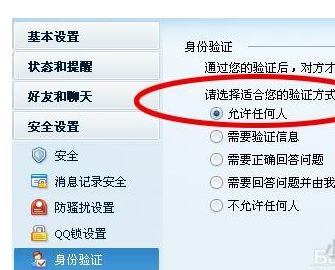 基本设置
状态和提醒
好友和聊天
安全设置
安全
消息记录安全
防骚扰设置
QQ锁设置
身份验证
身份验证
通过您的验证后，对方才
请选择适合您的验证方式
允许任何人
需要验证信息
需要正确回答问题
需要回答问题并由我
不允许任何人